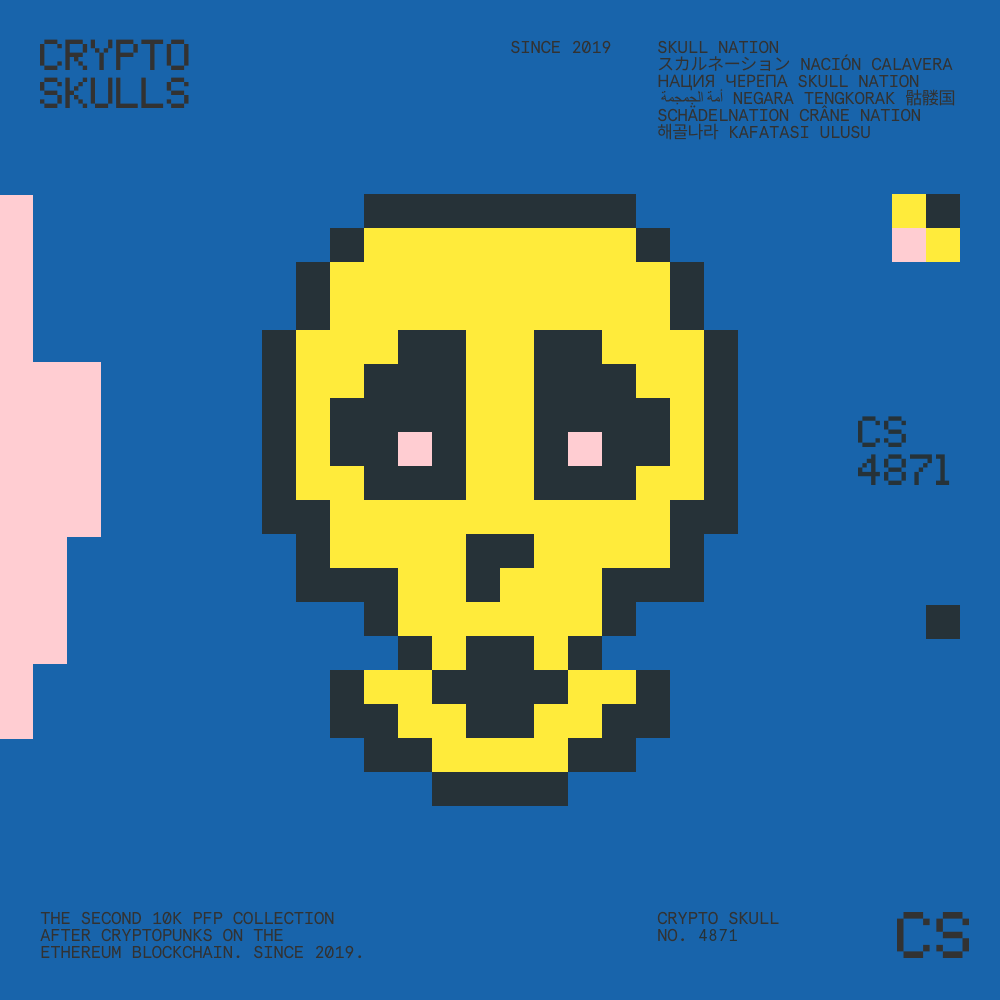 CRYPTO
SKULLS
SINCE 2019
SKULL NATION
スカルネーション NACIÓN CALAVERA
НАЦИЯ ЧЕРЕПА SKULL NATION
أمة الجمجمة NEGARA TENGKORAK 骷髅国
SCHÄDELNATION CRÂNE NATION
해골나라 KAFATASI ULUSU
CS
4871
THE SECOND 10K PFP COLLECTION
AFTER CRYPTOPUNKS ON THE
ETHEREUM BLOCKCHAIN. SINCE 2019.
CRYPTO SKULL
NO. 4871
CS